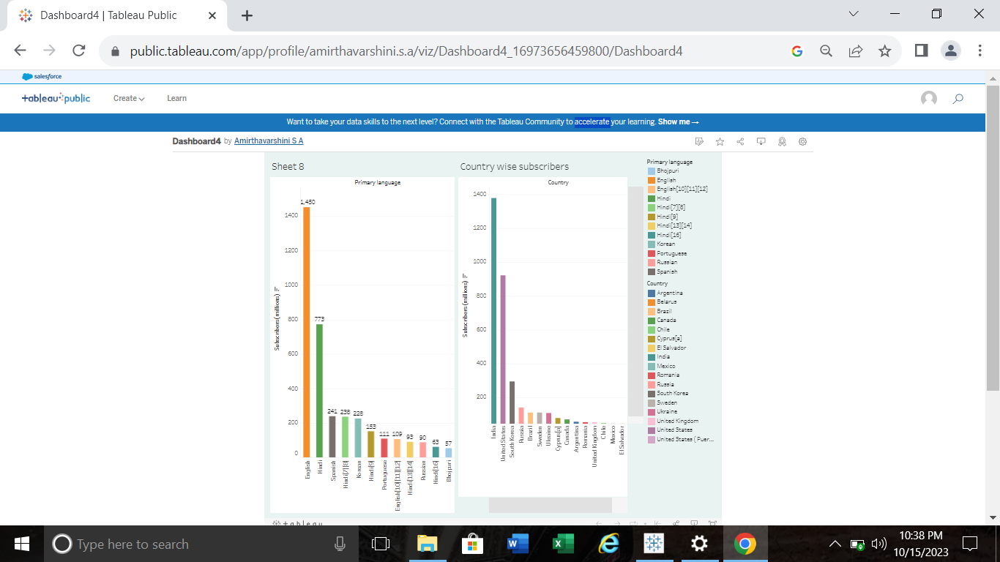 Dashboard4 | Tableau Public
public.tableau.com/app/profile/amirthavarshini.s.a/viz/Dashboard4_16973656459800/Dashboard4
salesforce
+ableau public
Create
Learn
Want to take your data skills to the next level? Connect with the Tableau Community to accelerate your learning. Show me →
Dashboard4 by Amirthavarshini S A
Sheet 8
Primary language
Subscribers(millions)
1400
1200
1000
800
600
400
200
0
1,450
773
241
238
228
153
111
109
93
90
63
57
English
Hindi
Spanish
Hindi[7][8]
Korean
Hindi[9]
Portuguese
English[10][11][12]
Hindi[13][14]
Russian
Hindi[16]
Bhojpuri
Country wise subscribers
Country
Subscribers (millions)
1400
1200
1000
800
600
400
200
India
United States
South Korea
Russia
Brazil
Sweden
Ukraine
Cyprus[a]
Canada
Argentina
Romania
United Kingdom
Chile
Mexico
El Salvador
Primary language
Bhojpuri
English
English[10][11][12]
Hindi
Hindi[7][8]
Hindi[9]
Hindi[13][14]
Hindi[16]
Korean
Portuguese
Russian
Spanish
Country
Argentina
Belarus
Brazil
Canada
Chile
Cyprus[a]
El Salvador
India
Mexico
Romania
Russia
South Korea
Sweden
Ukraine
United Kingdom
United States
United States ( Puer...
+ableau
Type here to search
10:38 PM
10/15/2023